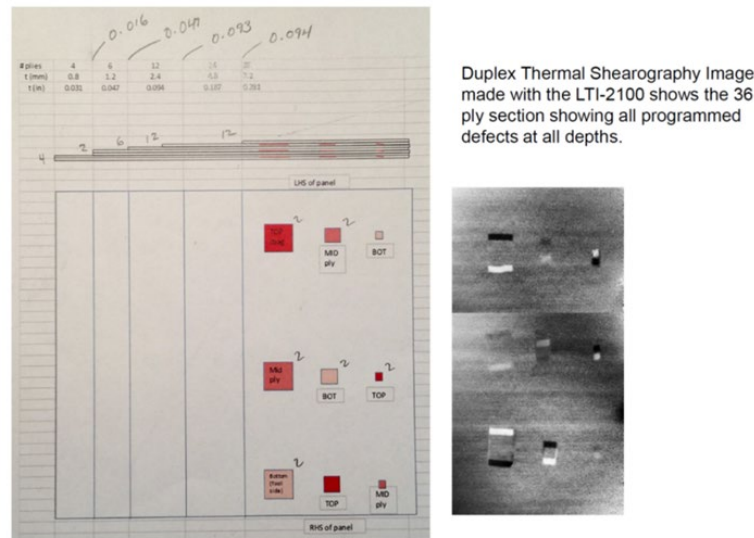 0.016 0.047 0.093 0.094
# plies 4 6 12 24 36
t (mm) 0.8 1.2 2.4 4.8 7.2
t (in) 0.031 0.047 0.094 0.187 0.281
4 2 6 12 12
LHS of panel
2 2
MID
ply
BOT
Mid
ply
2 2
BOT
TOP
Bottom
(tool
side)
2
TOP
MID
ply
RHS of panel
Duplex Thermal Shearography Image
made with the LTI-2100 shows the 36
ply section showing all programmed
defects at all depths.